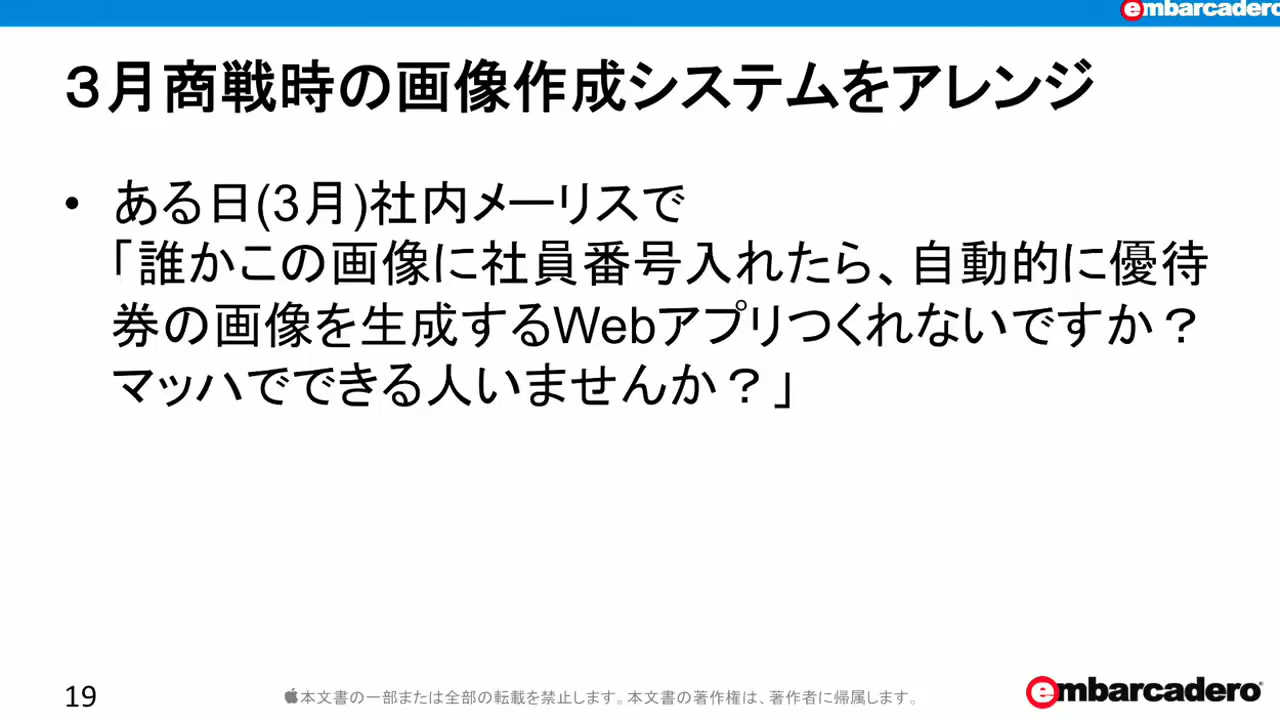 embarcadero
３月商戦時の画像作成システムをアレンジ
• ある日(3月)社内メーリスで
「誰かこの画像に社員番号入れたら、自動的に優待
券の画像を生成するWebアプリつくれないですか？
マッハでできる人いませんか？」
19
本文書の一部または全部の転載を禁止します。本文書の著作権は、著作者に帰属します。
embarcadero